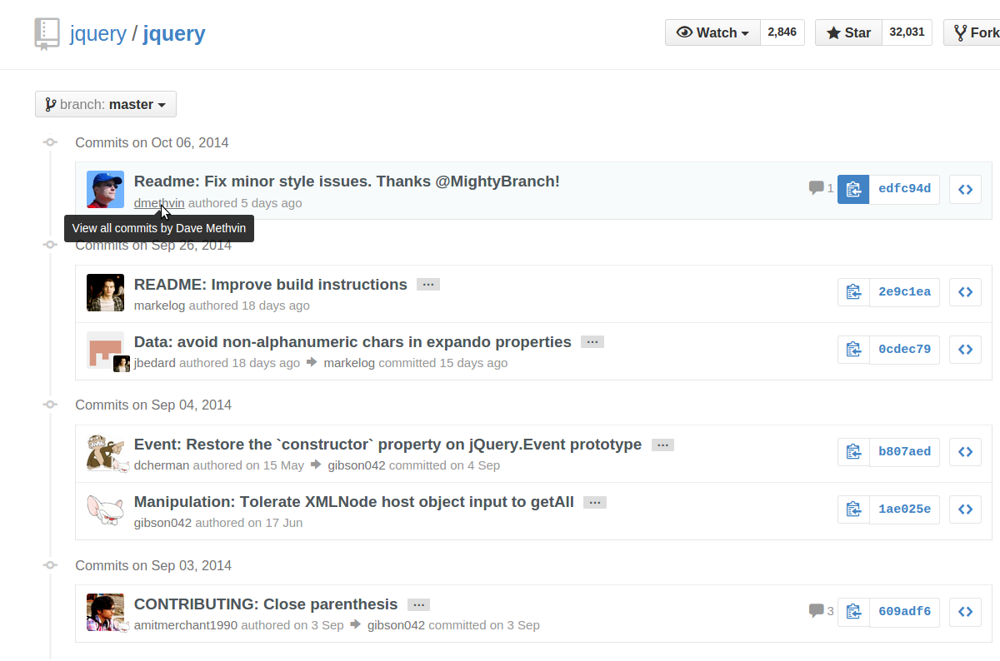 jquery / jquery
Watch 2,846 Star 32,031 Fork
branch: master
Commits on Oct 06, 2014
Readme: Fix minor style issues. Thanks @MightyBranch!
1 edfc94d
dmethvin authored 5 days ago
View all commits by Dave Methvin
Commits on Sep 26, 2014
README: Improve build instructions ...
2e9c1ea
markelog authored 18 days ago
Data: avoid non-alphanumeric chars in expando properties ...
0cdec79
jbedard authored 18 days ago markelog committed 15 days ago
Commits on Sep 04, 2014
Event: Restore the `constructor` property on jQuery.Event prototype ...
b807aed
dcherman authored on 15 May gibson042 committed on 4 Sep
Manipulation: Tolerate XMLNode host object input to getAll ...
1ae025e
gibson042 authored on 17 Jun
Commits on Sep 03, 2014
CONTRIBUTING: Close parenthesis ...
3 609adf6
amitmerchant1990 authored on 3 Sep gibson042 committed on 3 Sep